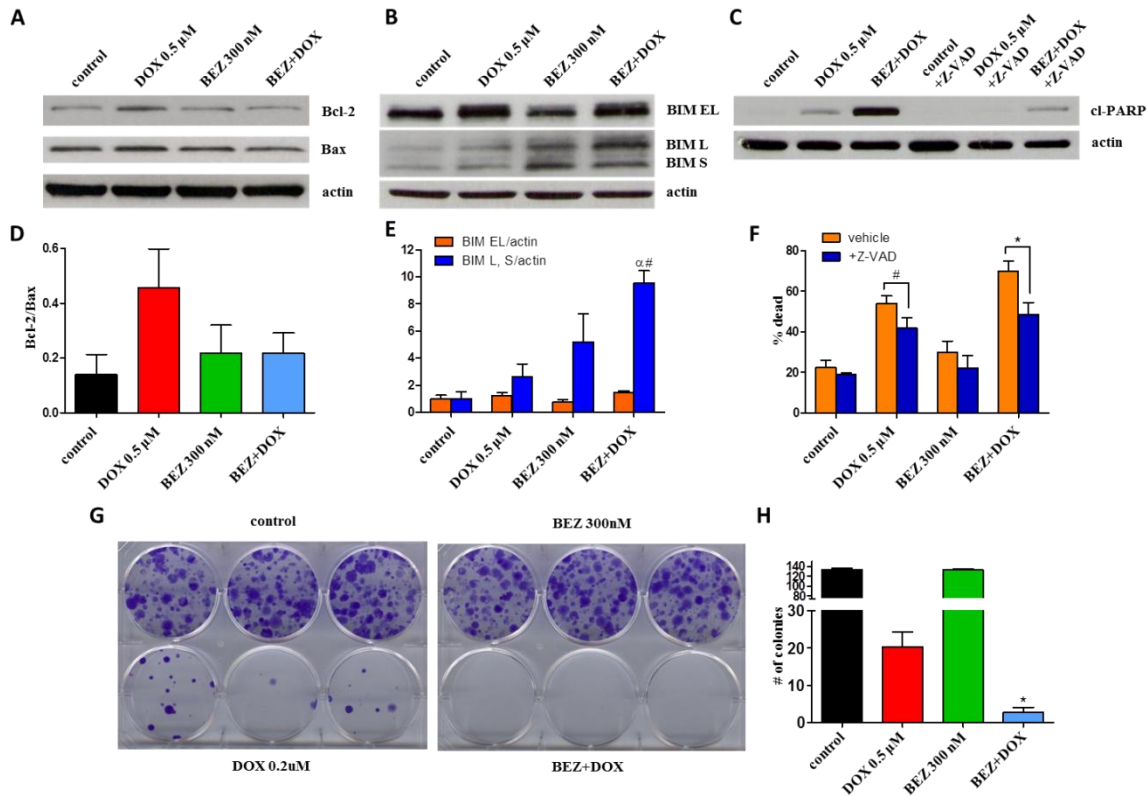 A
control
DOX 0.5 µM
BEZ 300 nM
BEZ+DOX
Bcl-2
Bax
actin
B
control
DOX 0.5 µM
BEZ 300 nM
BEZ+DOX
BIM EL
BIM L
BIM S
actin
C
control
DOX 0.5 µM
BEZ+DOX
control
+Z-VAD
DOX 0.5 µM
+Z-VAD
BEZ+DOX
+Z-VAD
cl-PARP
actin
D
Bcl-2/Bax
0.6
0.4
0.2
0.0
control
DOX 0.5 µM
BEZ 300 nM
BEZ+DOX
E
BIM EL/actin
BIM L, S/actin
12
10
8
6
4
2
0
α #
control
DOX 0.5 µM
BEZ 300 nM
BEZ+DOX
F
vehicle
+Z-VAD
% dead
80
60
40
20
0
#
*
control
DOX 0.5 µM
BEZ 300 nM
BEZ+DOX
G
control
BEZ 300nM
DOX 0.2uM
BEZ+DOX
H
# of colonies
140
120
100
80
30
20
10
0
*
control
DOX 0.5 µM
BEZ 300 nM
BEZ+DOX